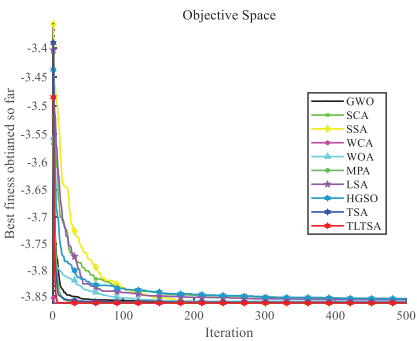 Objective Space
Best finess obtianed so far
-3.4
-3.45
-3.5
-3.55
-3.6
-3.65
-3.7
-3.75
-3.8
-3.85
0
100
200
300
400
500
Iteration
GWO
SCA
SSA
WCA
WOA
MPA
LSA
HGSO
TSA
TLTSA